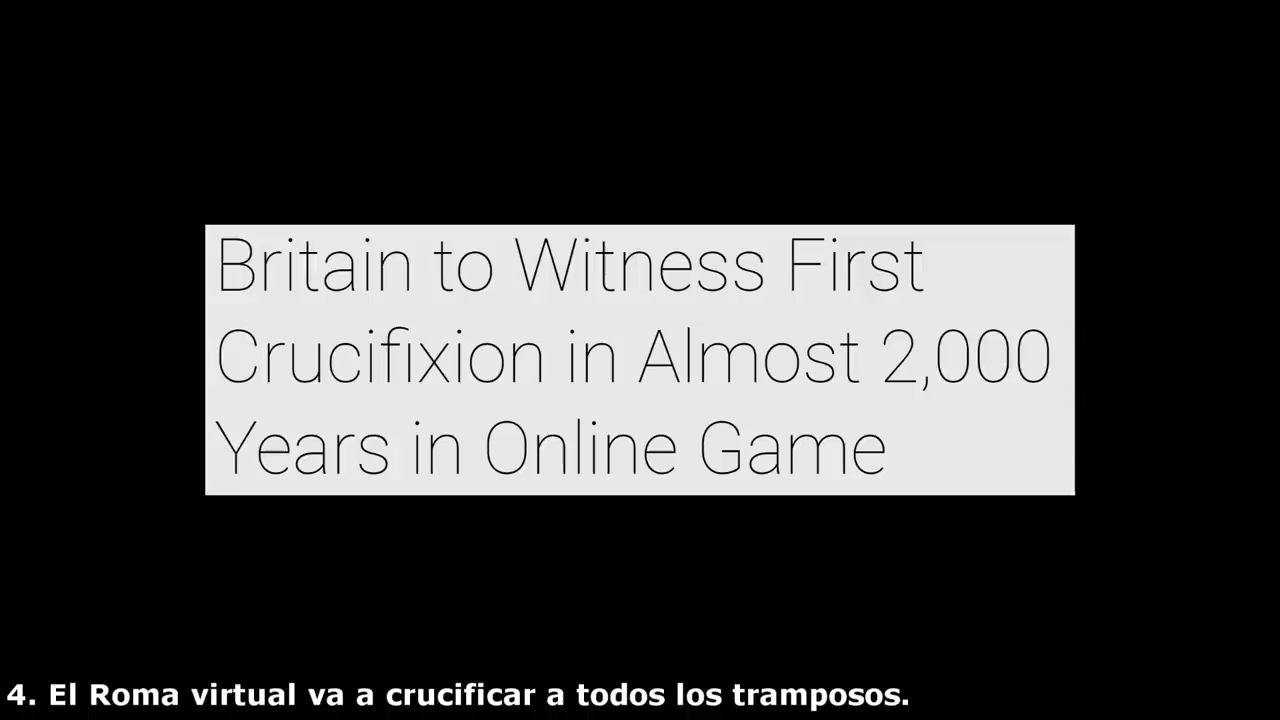 Britain to Witness First
Crucifixion in Almost 2,000
Years in Online Game
4. El Roma virtual va a crucificar a todos los tramposos.